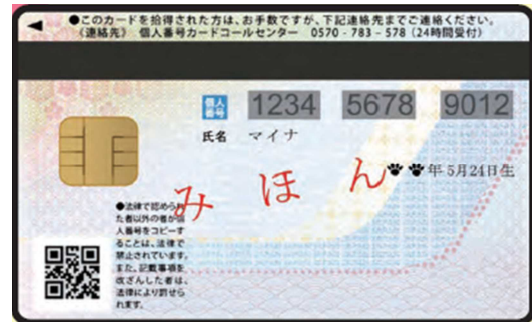 ●このカードを拾得された方は、お手数ですが、下記連絡先までご連絡ください。
《連絡先》 個人番号カードコールセンター 0570-783-578（24時間受付）
個人番号 1234 5678 9012
氏名 マイナ
年 5月24日生
みほん
●法律で認められた者以外の者が個
人番号をコピーす
ることは、法律で
禁止されています。
また、記載事項を
改ざんした者は、
法律により罰せら
れます。